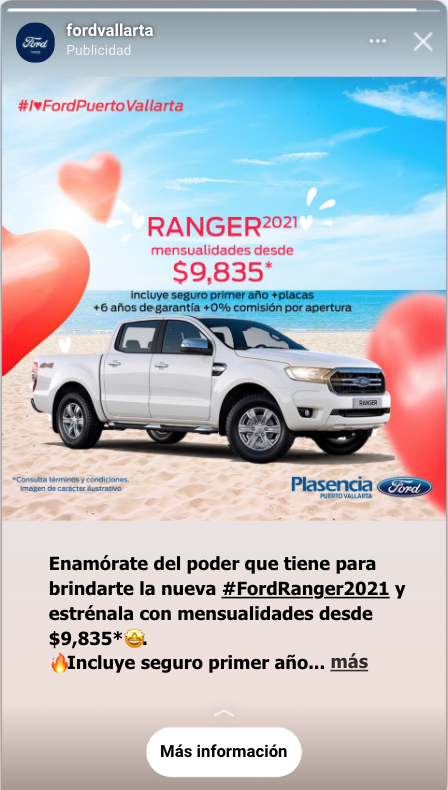 fordvallarta
Publicidad
#I♥FordPuertoVallarta
RANGER2021
mensualidades desde
$9,835*
incluye seguro primer año +placas
+6 años de garantía +0% comisión por apertura
4x4
RANGER
*Consulta términos y condiciones.
Imagen de carácter ilustrativo
Plasencia
PUERTO VALLARTA
Ford
Enamórate del poder que tiene para
brindarte la nueva #FordRanger2021 y
estrénala con mensualidades desde
$9,835*🤩.
🔥Incluye seguro primer año... más
Más información